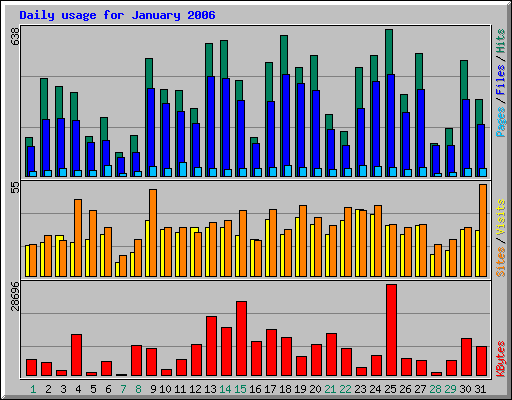 Daily usage for January 2006
638
Pages / Files / Hits
55
Sites / Visits
28696
KBytes
1 2 3 4 5 6 7 8 9 10 11 12 13 14 15 16 17 18 19 20 21 22 23 24 25 26 27 28 29 30 31